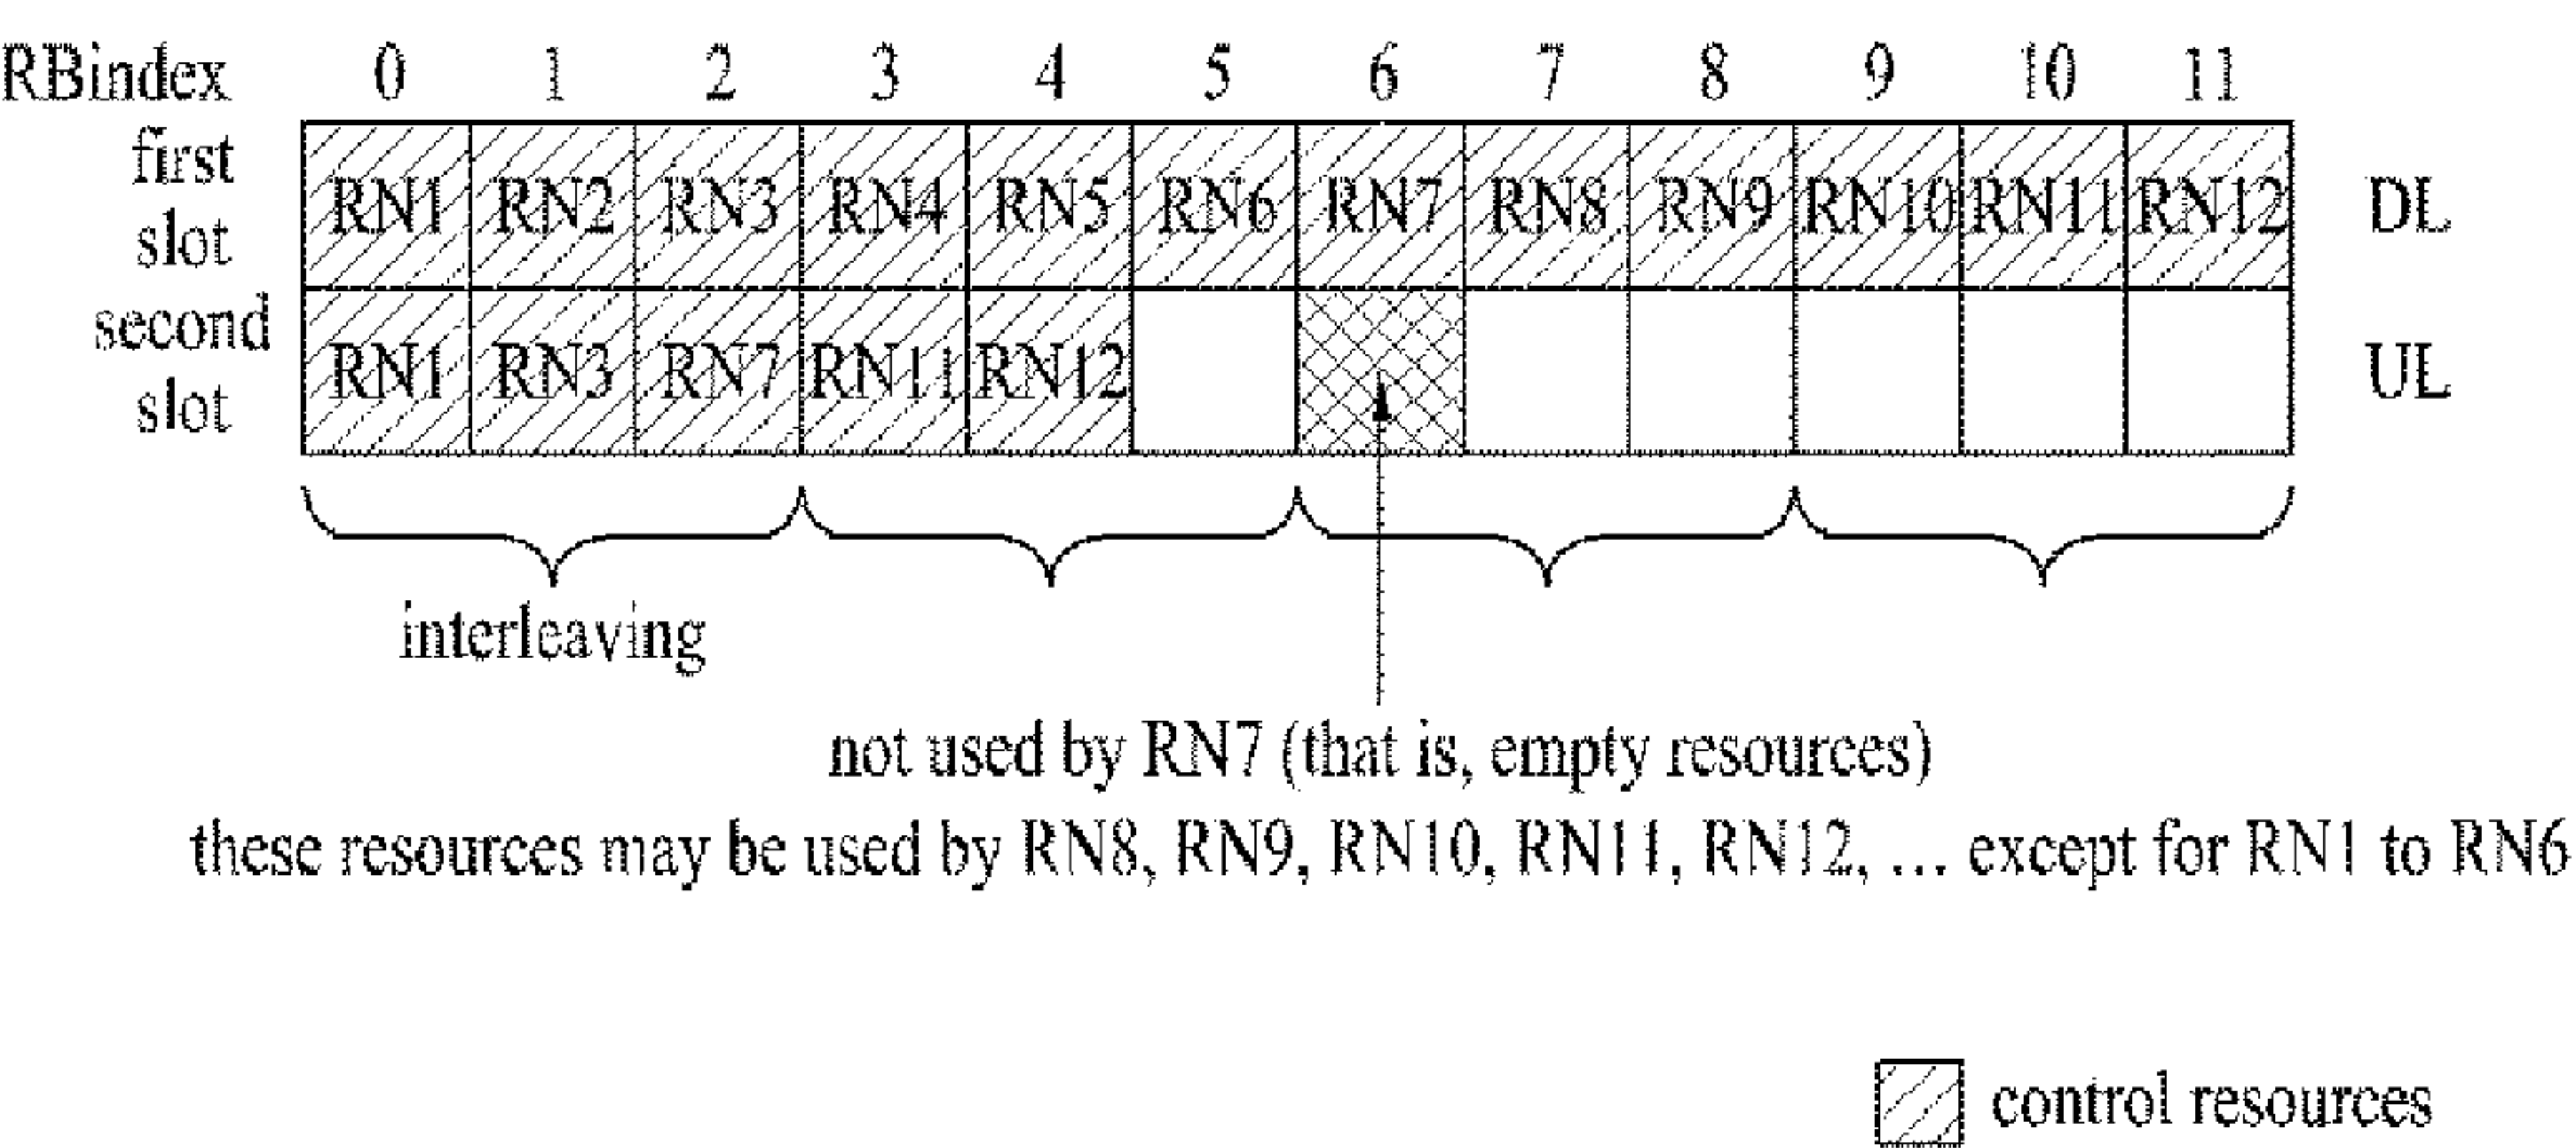 RBindex 0 1 2 3 4 5 6 7 8 9 10 11
first slot RN1 RN2 RN3 RN4 RN5 RN6 RN7 RN8 RN9 RN10 RN11 RN12 DL
second slot RN1 RN3 RN7 RN11 RN12 UL
interleaving
not used by RN7 (that is, empty resources)
these resources may be used by RN8, RN9, RN10, RN11, RN12, ... except for RN1 to RN6
control resources